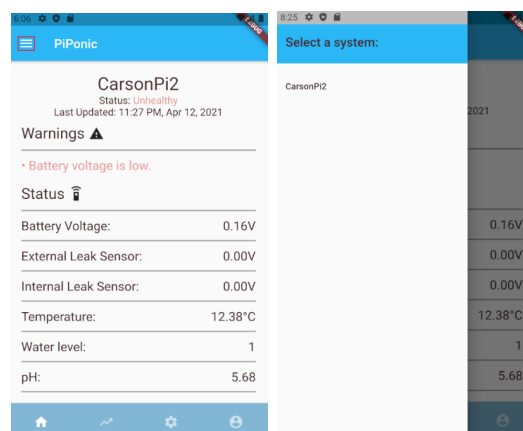 6:06
DEBUG
PiPonic
CarsonPi2
Status: Unhealthy
Last Updated: 11:27 PM, Apr 12, 2021
Warnings
• Battery voltage is low.
Status
Battery Voltage: 0.16V
External Leak Sensor: 0.00V
Internal Leak Sensor: 0.00V
Temperature: 12.38°C
Water level: 1
pH: 5.68
8:25
Select a system:
CarsonPi2
2021
0.16V
0.00V
0.00V
12.38°C
1
5.68